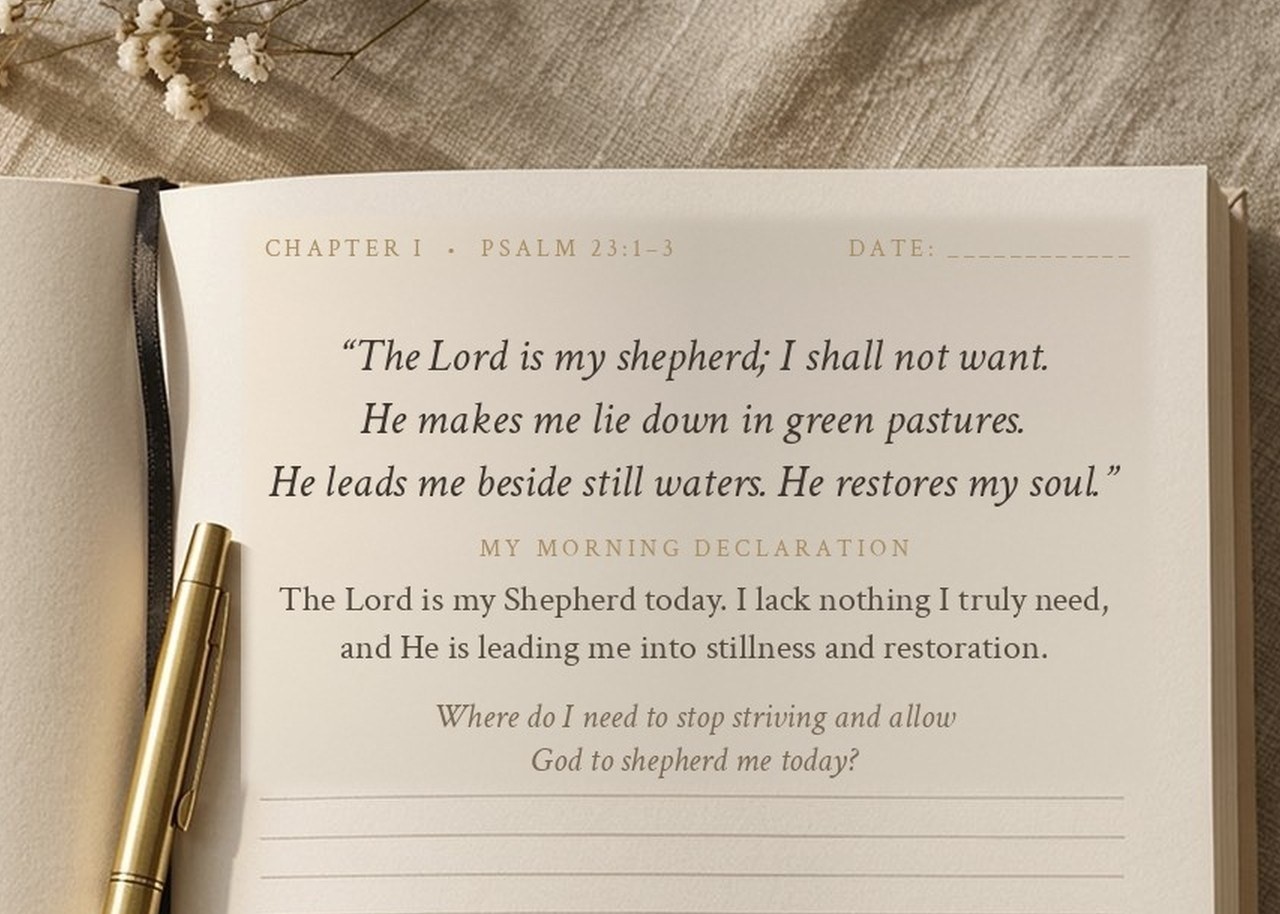 CHAPTER I • PSALM 23:1–3 DATE: ____________
“The Lord is my shepherd; I shall not want.
He makes me lie down in green pastures.
He leads me beside still waters. He restores my soul.”
MY MORNING DECLARATION
The Lord is my Shepherd today. I lack nothing I truly need,
and He is leading me into stillness and restoration.
Where do I need to stop striving and allow
God to shepherd me today?